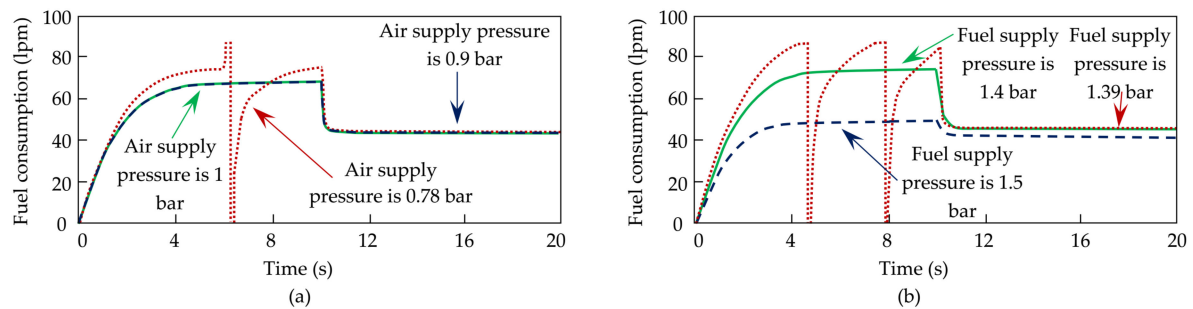 Fuel consumption (lpm)
100
80
60
40
20
0
0
4
8
12
16
20
Time (s)
(a)
Air supply pressure
is 0.9 bar
Air supply
pressure is 1
bar
Air supply
pressure is 0.78 bar
Fuel consumption (lpm)
100
80
60
40
20
0
0
4
8
12
16
20
Time (s)
(b)
Fuel supply
pressure is
1.4 bar
Fuel supply
pressure is
1.39 bar
Fuel supply
pressure is 1.5
bar